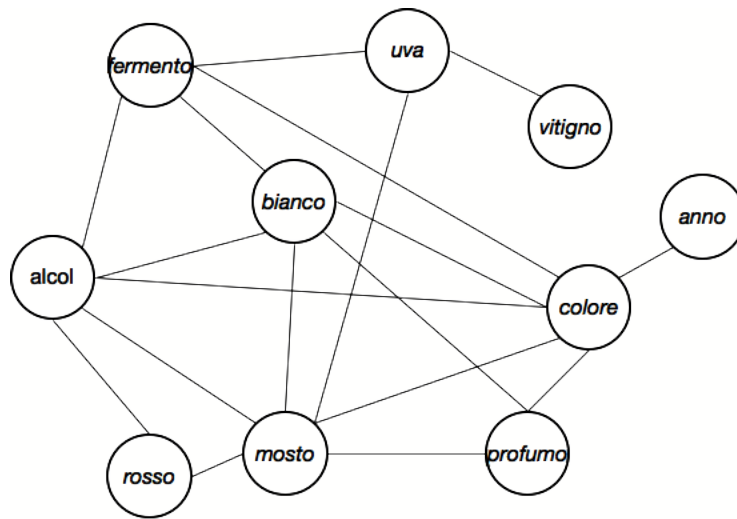 fermento
uva
vitigno
bianco
anno
alcol
colore
rosso
mosto
profumo